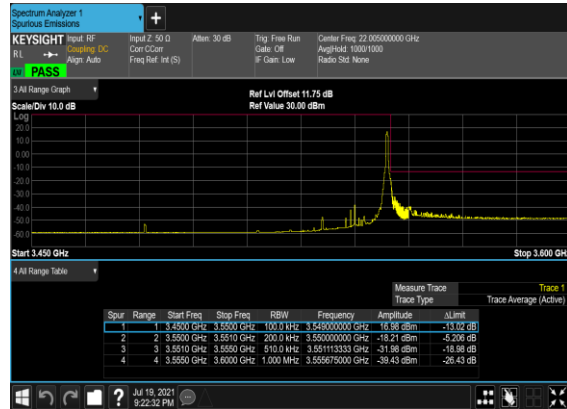 Spectrum Analyzer 1
Spurious Emissions
KEYSIGHT Input: RF Input Z: 50 Ω Atten: 30 dB Trig: Free Run Center Freq: 22.005000000 GHz
RL Coupling: DC Corr CCorr Gate: Off Avg|Hold: 1000/1000
Align: Auto Freq Ref: Int (S) IF Gain: Low Radio Std: None
PASS
3 All Range Graph
Ref Lvl Offset 11.75 dB
Scale/Div 10.0 dB Ref Value 30.00 dBm
Log
20.0
10.0
0.00
-10.0
-20.0
-30.0
-40.0
-50.0
-60.0
Start 3.450 GHz Stop 3.600 GH
4 All Range Table
Measure Trace Trace 1
Trace Type Trace Average (Active)
Spur Range Start Freq Stop Freq RBW Frequency Amplitude ΔLimit
1 1 3.4500 GHz 3.5500 GHz 100.0 kHz 3.549000000 GHz 16.98 dBm -13.02 dB
2 2 3.5500 GHz 3.5510 GHz 200.0 kHz 3.550000000 GHz -18.21 dBm -5.206 dB
3 3 3.5510 GHz 3.5550 GHz 510.0 kHz 3.551113333 GHz -31.98 dBm -18.98 dB
4 4 3.5550 GHz 3.6000 GHz 1.000 MHz 3.555675000 GHz -39.43 dBm -26.43 dB
Jul 19, 2021
9:22:32 PM